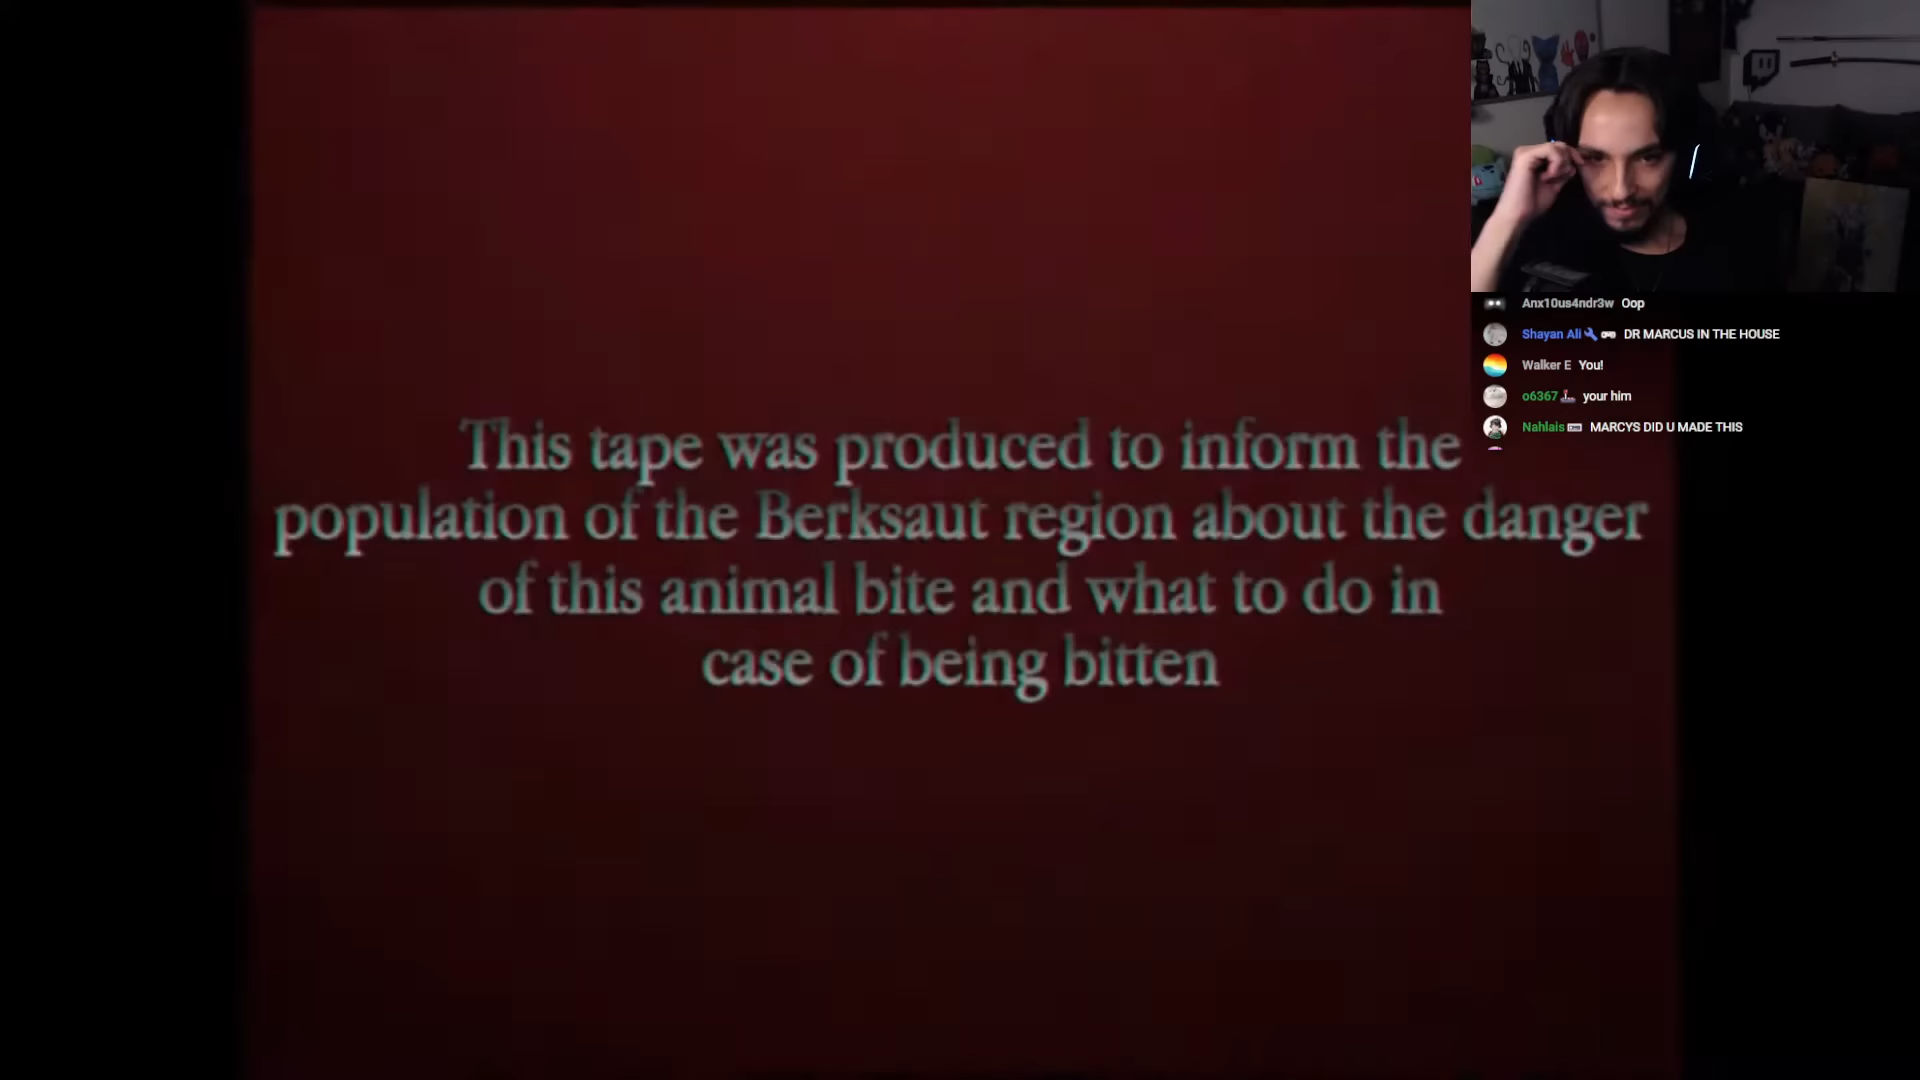 This tape was produced to inform the
population of the Berksaut region about the danger
of this animal bite and what to do in
case of being bitten
Anx10us4ndr3w Oop
Shayan Ali DR MARCUS IN THE HOUSE
Walker E You!
o6367 your him
Nahlais MARCYS DID U MADE THIS